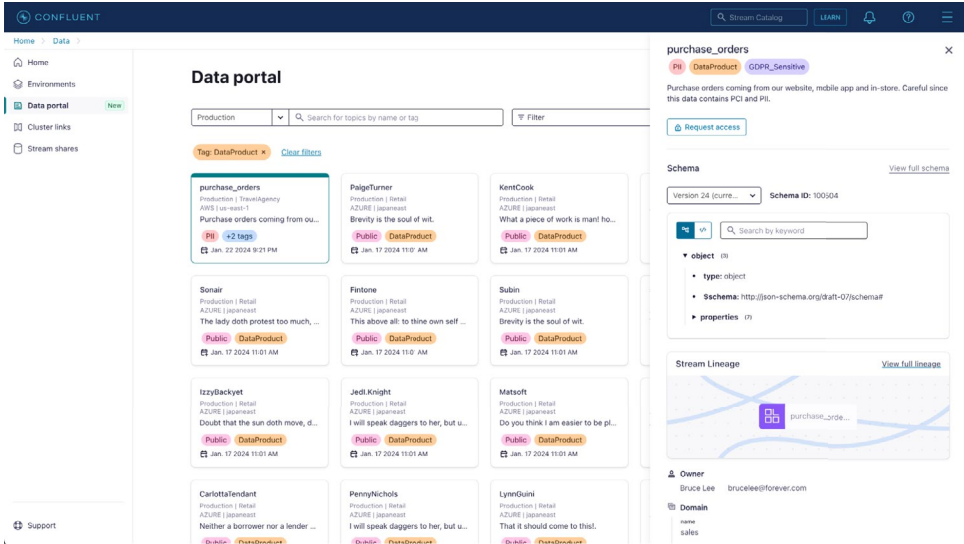 CONFLUENT
Stream Catalog
LEARN
Home > Data >
Home
Environments
Data portal New
Cluster links
Stream shares
Support
Data portal
Production
Search for topics by name or tag
Filter
Tag: DataProduct ×
Clear filters
purchase_orders
Production | TravelAgency
AWS | us-east-1
Purchase orders coming from ou...
PII +2 tags
Jan. 22 2024 9:21 PM
PaigeTurner
Production | Retail
AZURE | japaneast
Brevity is the soul of wit.
Public DataProduct
Jan. 17 2024 11:01 AM
KentCook
Production | Retail
AZURE | japaneast
What a piece of work is man! ho...
Public DataProduct
Jan. 17 2024 11:01 AM
Sonair
Production | Retail
AZURE | japaneast
The lady doth protest too much, ...
Public DataProduct
Jan. 17 2024 11:01 AM
Fintone
Production | Retail
AZURE | japaneast
This above all: to thine own self ...
Public DataProduct
Jan. 17 2024 11:01 AM
Subin
Production | Retail
AZURE | japaneast
Brevity is the soul of wit.
Public DataProduct
Jan. 17 2024 11:01 AM
IzzyBackyet
Production | Retail
AZURE | japaneast
Doubt that the sun doth move, d...
Public DataProduct
Jan. 17 2024 11:01 AM
JedI.Knight
Production | Retail
AZURE | japaneast
I will speak daggers to her, but u...
Public DataProduct
Jan. 17 2024 11:01 AM
Matsoft
Production | Retail
AZURE | japaneast
Do you think I am easier to be pl...
Public DataProduct
Jan. 17 2024 11:01 AM
CarlottaTendant
Production | Retail
AZURE | japaneast
Neither a borrower nor a lender ...
Public DataProduct
PennyNichols
Production | Retail
AZURE | japaneast
I will speak daggers to her, but u...
Public DataProduct
LynnGuini
Production | Retail
AZURE | japaneast
That it should come to this!.
Public DataProduct
purchase_orders
PII DataProduct GDPR_Sensitive
Purchase orders coming from our website, mobile app and in-store. Careful since
this data contains PCI and PII.
Request access
Schema
View full schema
Version 24 (curre...
Schema ID: 100504
Search by keyword
object (3)
type: object
$schema: http://json-schema.org/draft-07/schema#
properties (7)
Stream Lineage
View full lineage
purchase_orde...
Owner
Bruce Lee brucelee@forever.com
Domain
name
sales